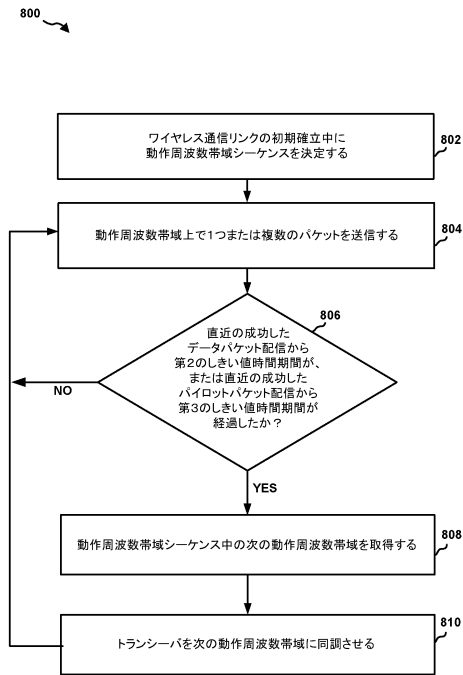 800
ワイヤレス通信リンクの初期確立中に
動作周波数帯域シーケンスを決定する
802
動作周波数帯域上で1つまたは複数のパケットを送信する
804
806
直近の成功した
データパケット配信から
第2のしきい値時間期間が、
または直近の成功した
パイロットパケット配信から
第3のしきい値時間期間が
経過したか?
NO
YES
動作周波数帯域シーケンス中の次の動作周波数帯域を取得する
808
トランシーバを次の動作周波数帯域に同調させる
810